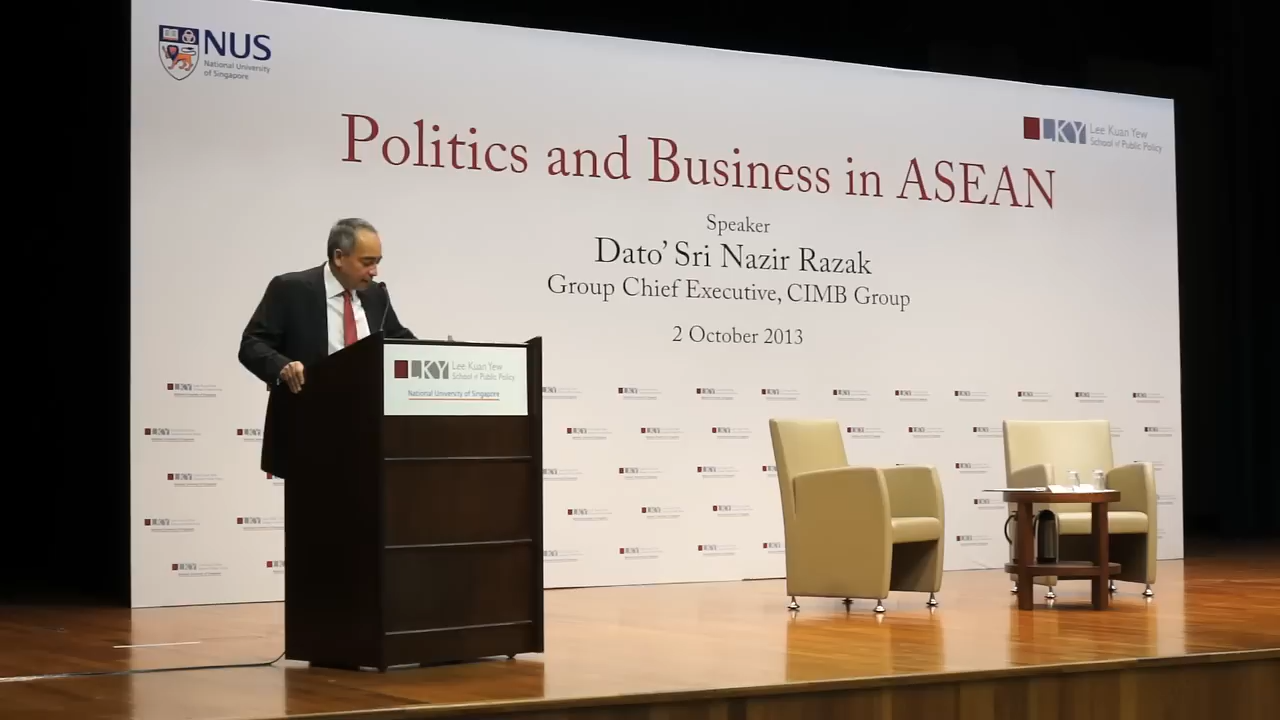 NUS
National University
of Singapore
LKY Lee Kuan Yew
School of Public Policy
Politics and Business in ASEAN
Speaker
Dato' Sri Nazir Razak
Group Chief Executive, CIMB Group
2 October 2013
LKY Lee Kuan Yew
School of Public Policy
National University of Singapore